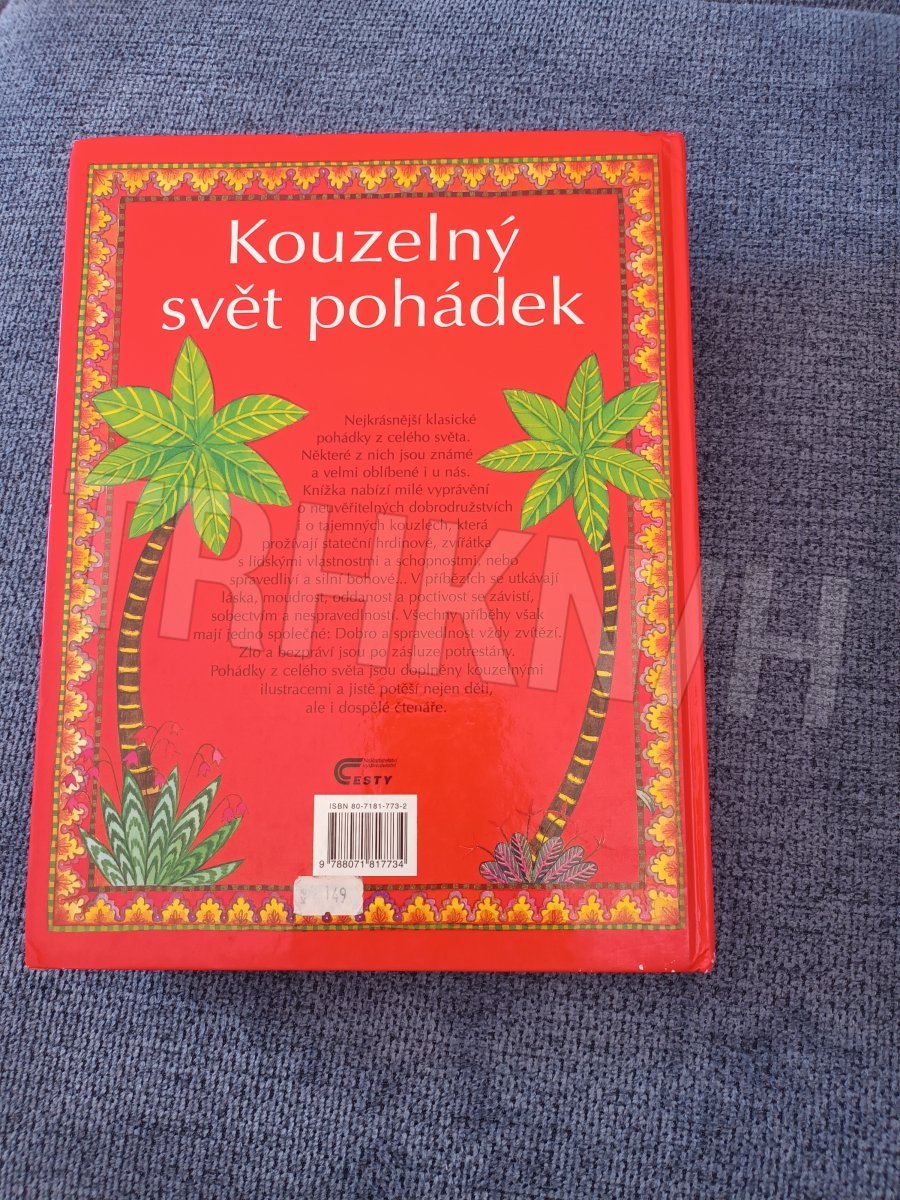 Kouzelný
svět pohádek
Nejkrásnější klasické
pohádky z celého světa.
Některé z nich jsou známé
a velmi oblíbené i u nás.
Knížka nabízí milé vyprávění
o neuvěřitelných dobrodružstvích
i o tajemných kouzlech, která
prožívají stateční hrdinové, zvířátka
s lidskými vlastnostmi a schopnostmi, nebo
spravedliví a silní bohové... V příbězích se utkávají
láska, moudrost, oddanost a poctivost se závistí,
sobectvím a nespravedlností. Všechny příběhy však
mají jedno společné: Dobro a spravedlnost vždy zvítězí.
Zlo a bezpráví jsou po zásluze potrestány.
Pohádky z celého světa jsou doplněny kouzelnými
ilustracemi a jistě potěší nejen děti,
ale i dospělé čtenáře.
Nakladatelství
vydavatelství
CESTY
ISBN 80-7181-773-2
9 788071 817734
149
TRHKNIH